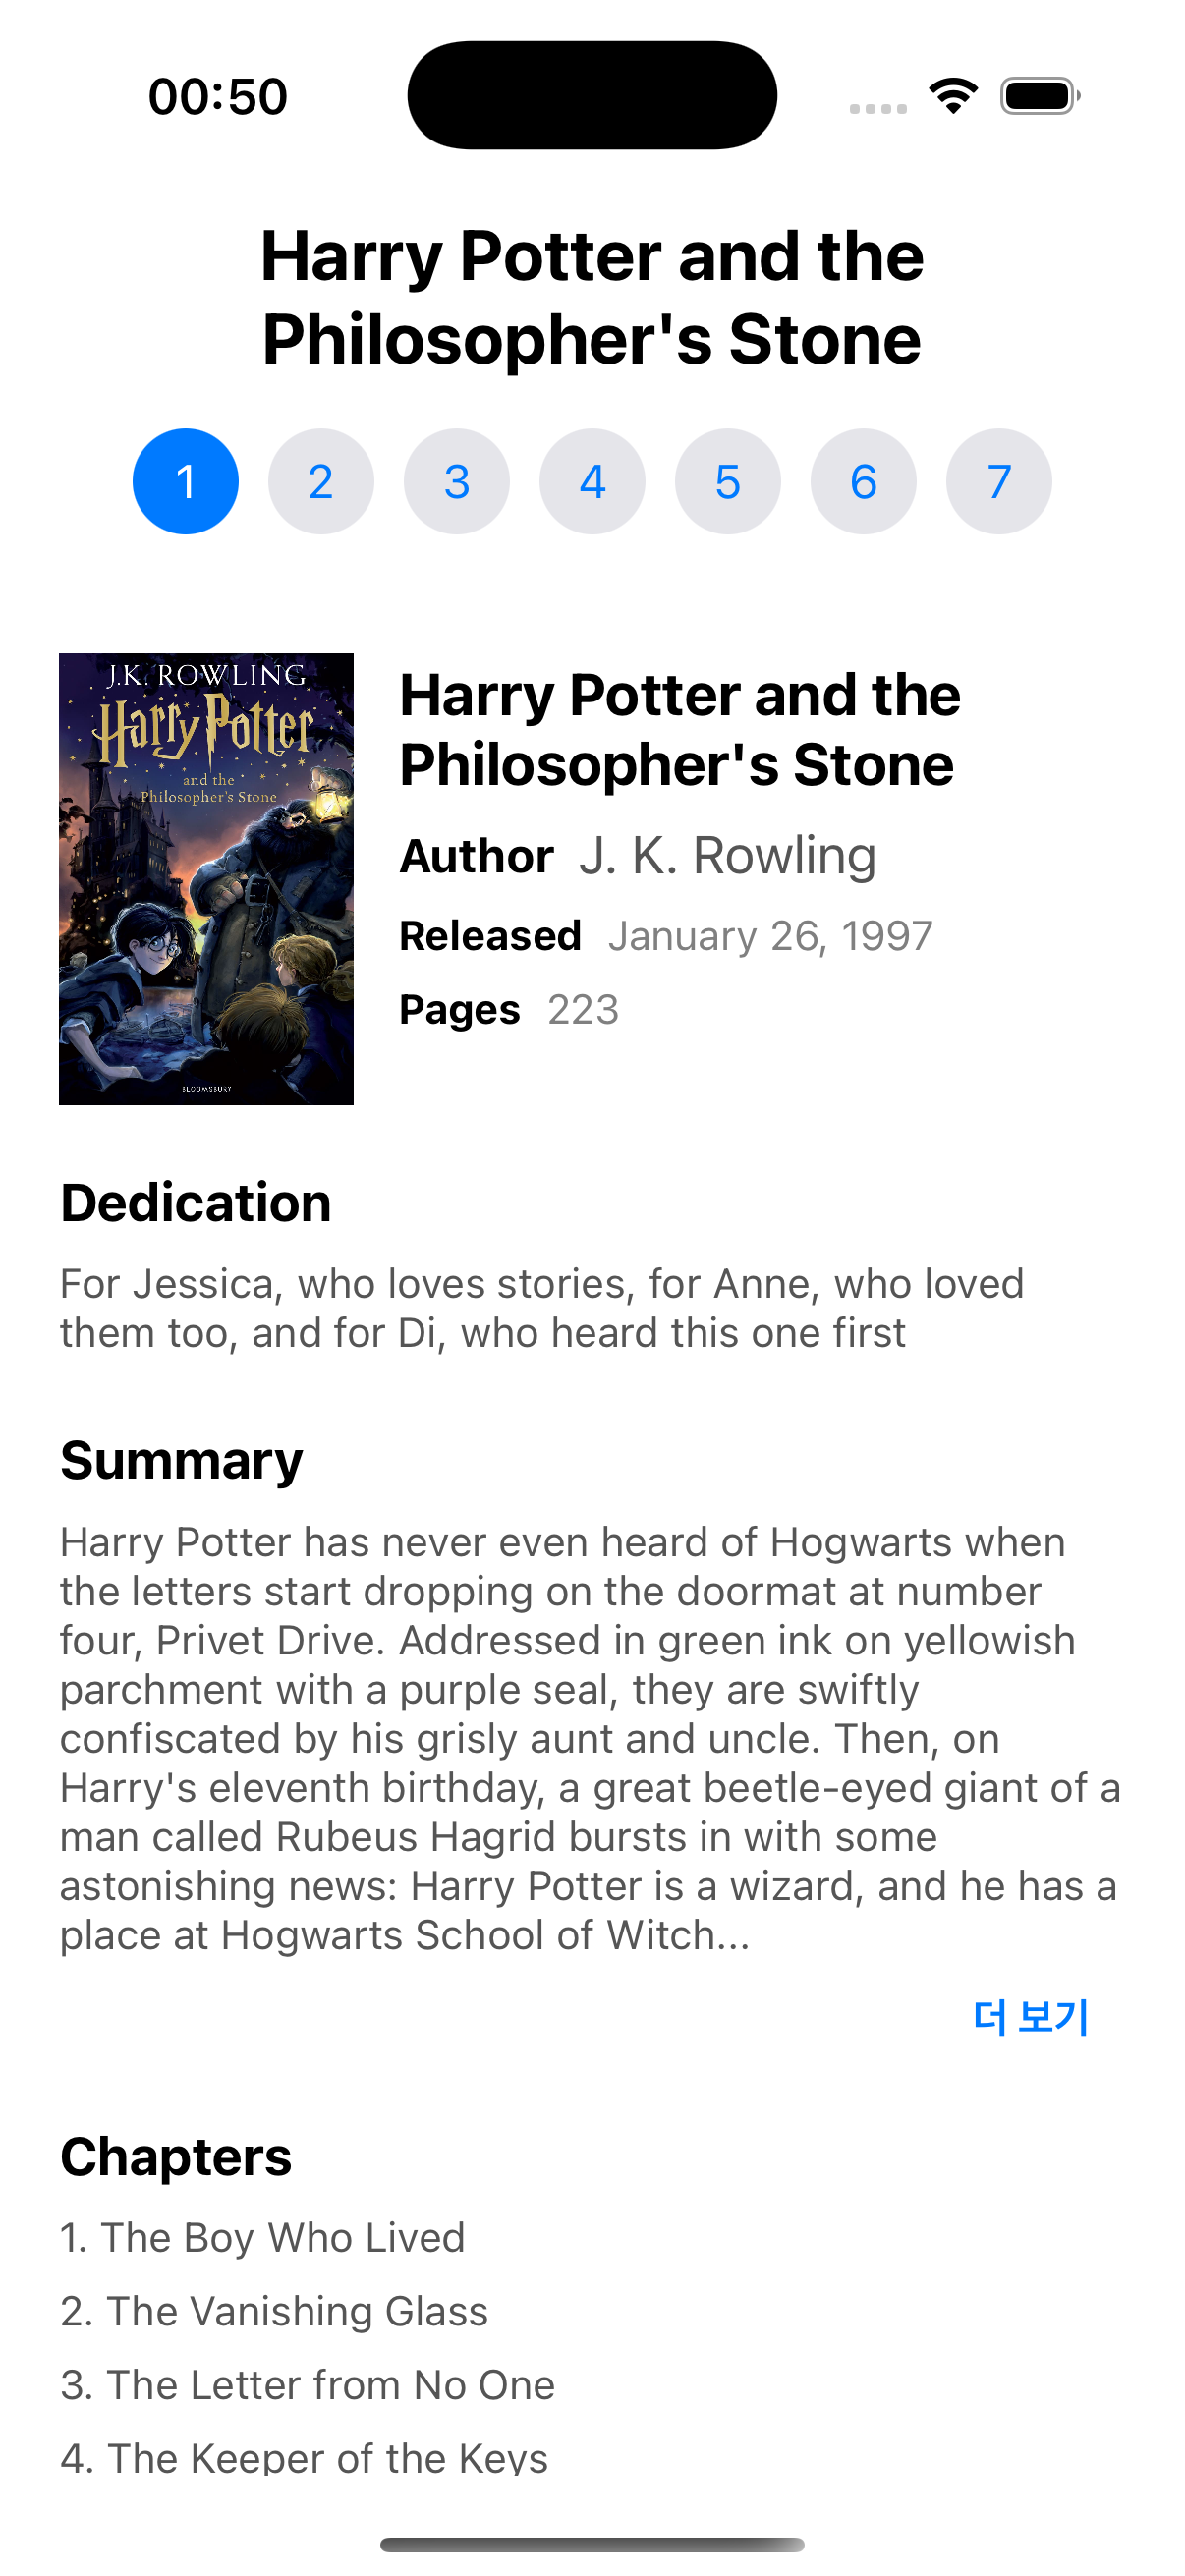 00:50
Harry Potter and the
Philosopher's Stone
1 2 3 4 5 6 7
J.K. ROWLING
Harry Potter
and the
Philosopher's Stone
BLOOMSBURY
Harry Potter and the
Philosopher's Stone
Author J. K. Rowling
Released January 26, 1997
Pages 223
Dedication
For Jessica, who loves stories, for Anne, who loved
them too, and for Di, who heard this one first
Summary
Harry Potter has never even heard of Hogwarts when
the letters start dropping on the doormat at number
four, Privet Drive. Addressed in green ink on yellowish
parchment with a purple seal, they are swiftly
confiscated by his grisly aunt and uncle. Then, on
Harry's eleventh birthday, a great beetle-eyed giant of a
man called Rubeus Hagrid bursts in with some
astonishing news: Harry Potter is a wizard, and he has a
place at Hogwarts School of Witch...
더 보기
Chapters
1. The Boy Who Lived
2. The Vanishing Glass
3. The Letter from No One
4. The Keeper of the Keys